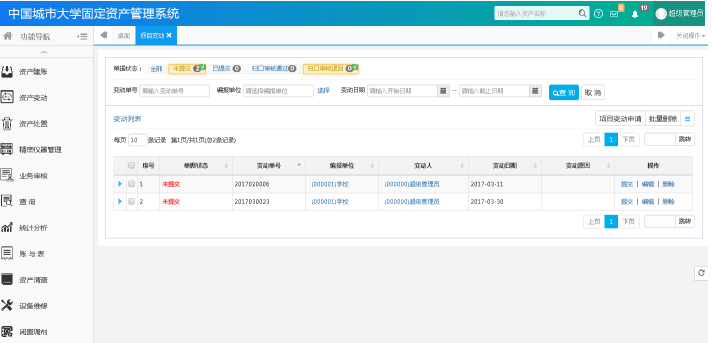 中国城市大学固定资产管理系统
请您输入资产名称
8
19
超级管理员
功能导航
桌面
项目变动
关闭操作
资产建账
资产变动
资产处置
精密仪器管理
业务审核
查 询
统计分析
账 与 表
资产清查
设备维修
闲置调剂
单据状态： 全部 未提交 2 已提交 0 归口审核通过 0 归口审核退回 0
变动单号 请输入变动单号 编报单位 请选择编报单位 选择 变动日期 请输入开始日期 -- 请输入截止日期 查 询 取 消
变动列表
项目变动申请 批量删除
每页 10 条记录 第1页/共1页(总2条记录)
上页 1 下页 跳转
序号 单据状态 变动单号 编报单位 变动人 变动日期 变动原因 操作
1 未提交 2017020006 (000001)学校 (000000)超级管理员 2017-03-11 提交 | 编辑 | 删除
2 未提交 2017030023 (000001)学校 (000000)超级管理员 2017-03-30 提交 | 编辑 | 删除
上页 1 下页 跳转